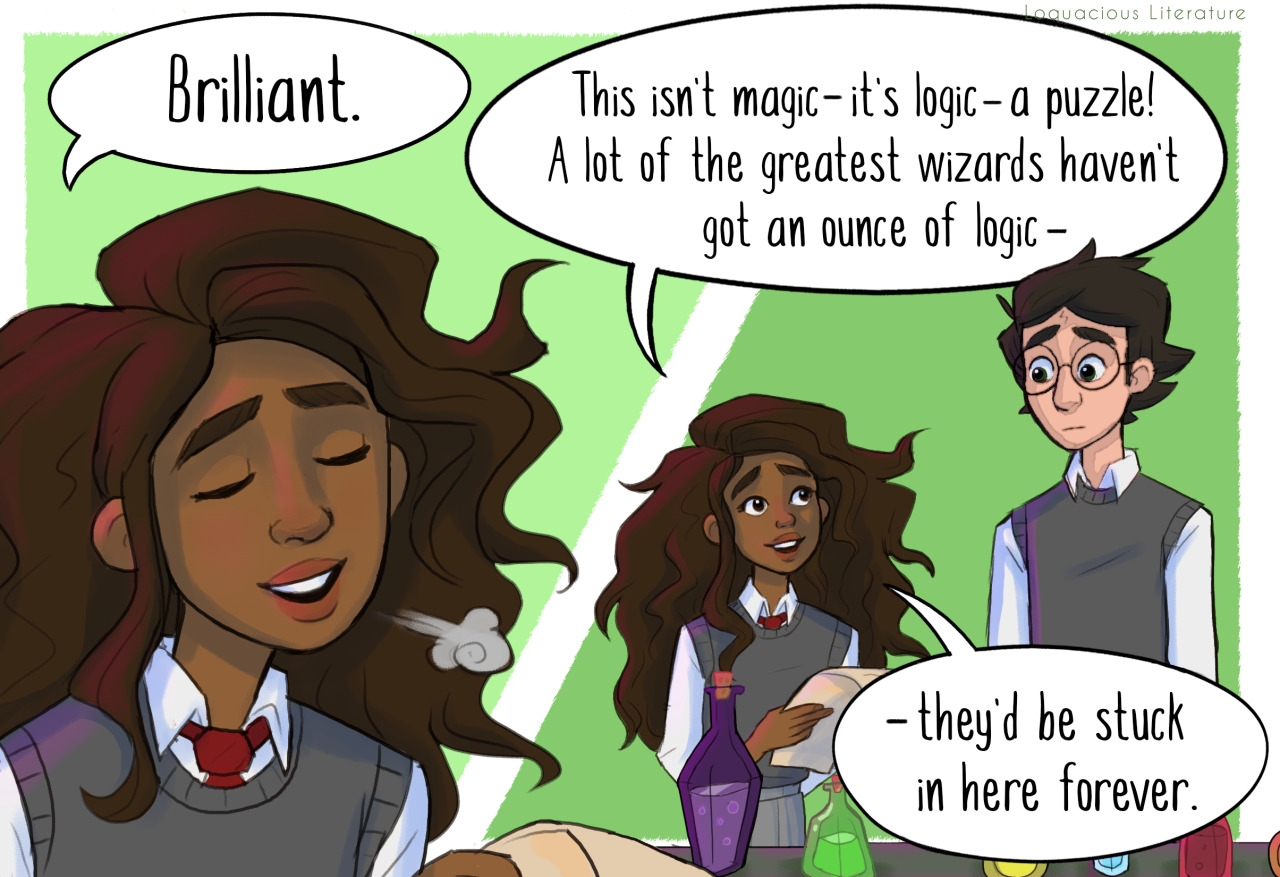 Loquacious Literature
Brilliant.
This isn't magic – it's logic – a puzzle!
A lot of the greatest wizards haven't
got an ounce of logic –
– they'd be stuck
in here forever.